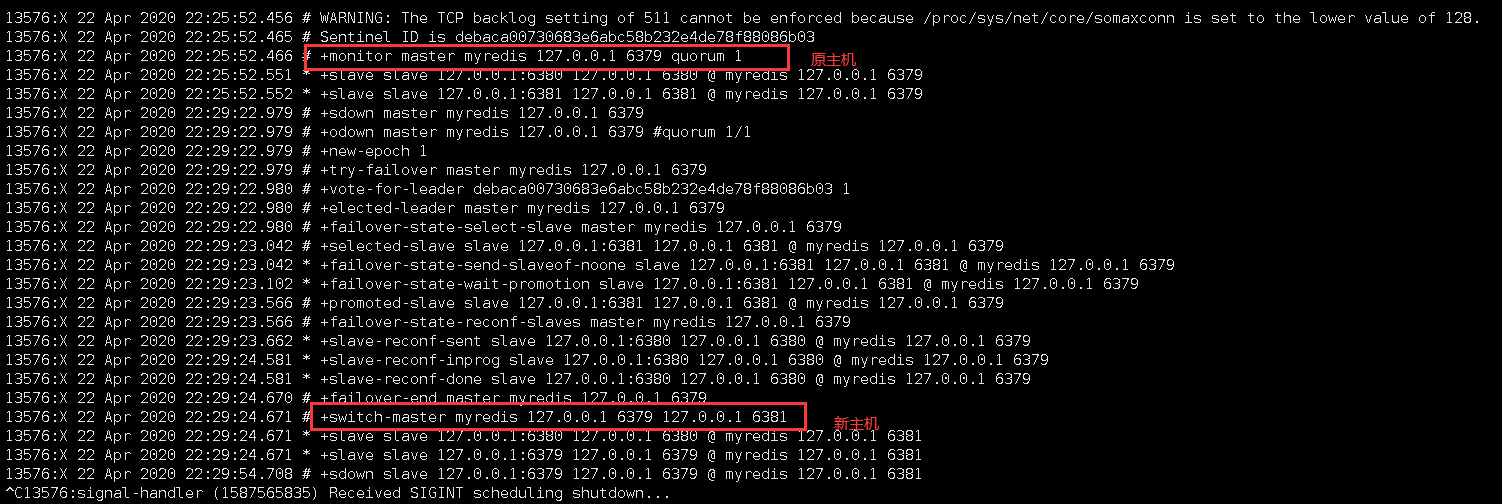 13576:X 22 Apr 2020 22:25:52.456 # WARNING: The TCP backlog setting of 511 cannot be enforced because /proc/sys/net/core/somaxconn is set to the lower value of 128.
13576:X 22 Apr 2020 22:25:52.465 # Sentinel ID is debaca00730683e6abc58b232e4de78f88086b03
13576:X 22 Apr 2020 22:25:52.466 # +monitor master myredis 127.0.0.1 6379 quorum 1 原主机
13576:X 22 Apr 2020 22:25:52.551 * +slave slave 127.0.0.1:6380 127.0.0.1 6380 @ myredis 127.0.0.1 6379
13576:X 22 Apr 2020 22:25:52.552 * +slave slave 127.0.0.1:6381 127.0.0.1 6381 @ myredis 127.0.0.1 6379
13576:X 22 Apr 2020 22:29:22.979 # +sdown master myredis 127.0.0.1 6379
13576:X 22 Apr 2020 22:29:22.979 # +odown master myredis 127.0.0.1 6379 #quorum 1/1
13576:X 22 Apr 2020 22:29:22.979 # +new-epoch 1
13576:X 22 Apr 2020 22:29:22.979 # +try-failover master myredis 127.0.0.1 6379
13576:X 22 Apr 2020 22:29:22.980 # +vote-for-leader debaca00730683e6abc58b232e4de78f88086b03 1
13576:X 22 Apr 2020 22:29:22.980 # +elected-leader master myredis 127.0.0.1 6379
13576:X 22 Apr 2020 22:29:22.980 # +failover-state-select-slave master myredis 127.0.0.1 6379
13576:X 22 Apr 2020 22:29:23.042 # +selected-slave slave 127.0.0.1:6381 127.0.0.1 6381 @ myredis 127.0.0.1 6379
13576:X 22 Apr 2020 22:29:23.042 * +failover-state-send-slaveof-noone slave 127.0.0.1:6381 127.0.0.1 6381 @ myredis 127.0.0.1 6379
13576:X 22 Apr 2020 22:29:23.102 * +failover-state-wait-promotion slave 127.0.0.1:6381 127.0.0.1 6381 @ myredis 127.0.0.1 6379
13576:X 22 Apr 2020 22:29:23.566 # +promoted-slave slave 127.0.0.1:6381 127.0.0.1 6381 @ myredis 127.0.0.1 6379
13576:X 22 Apr 2020 22:29:23.566 # +failover-state-reconf-slaves master myredis 127.0.0.1 6379
13576:X 22 Apr 2020 22:29:23.662 * +slave-reconf-sent slave 127.0.0.1:6380 127.0.0.1 6380 @ myredis 127.0.0.1 6379
13576:X 22 Apr 2020 22:29:24.581 * +slave-reconf-inprog slave 127.0.0.1:6380 127.0.0.1 6380 @ myredis 127.0.0.1 6379
13576:X 22 Apr 2020 22:29:24.581 * +slave-reconf-done slave 127.0.0.1:6380 127.0.0.1 6380 @ myredis 127.0.0.1 6379
13576:X 22 Apr 2020 22:29:24.670 # +failover-end master myredis 127.0.0.1 6379
13576:X 22 Apr 2020 22:29:24.671 # +switch-master myredis 127.0.0.1 6379 127.0.0.1 6381 新主机
13576:X 22 Apr 2020 22:29:24.671 * +slave slave 127.0.0.1:6380 127.0.0.1 6380 @ myredis 127.0.0.1 6381
13576:X 22 Apr 2020 22:29:24.671 * +slave slave 127.0.0.1:6379 127.0.0.1 6379 @ myredis 127.0.0.1 6381
13576:X 22 Apr 2020 22:29:54.708 # +sdown slave 127.0.0.1:6379 127.0.0.1 6379 @ myredis 127.0.0.1 6381
^C13576:signal-handler (1587565835) Received SIGINT scheduling shutdown...